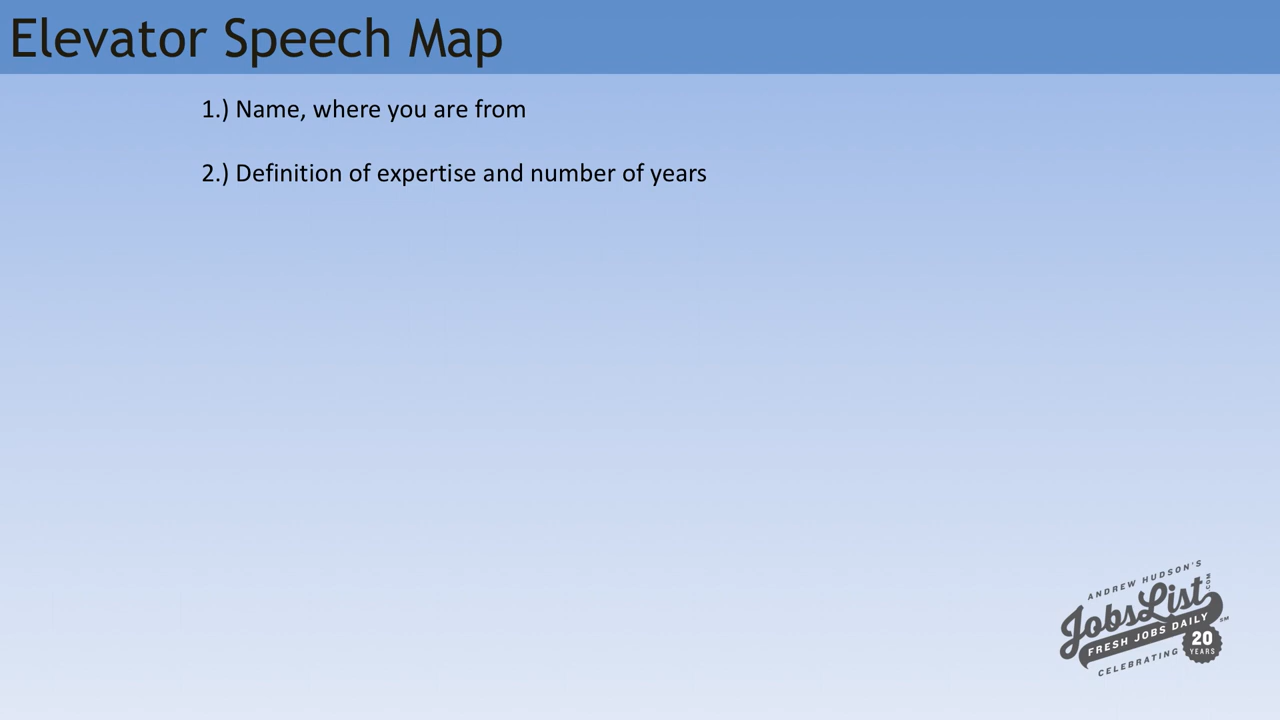 Elevator Speech Map
1.) Name, where you are from
2.) Definition of expertise and number of years
ANDREW HUDSON'S
JobsList.COM
FRESH JOBS DAILY SM
CELEBRATING 20 YEARS